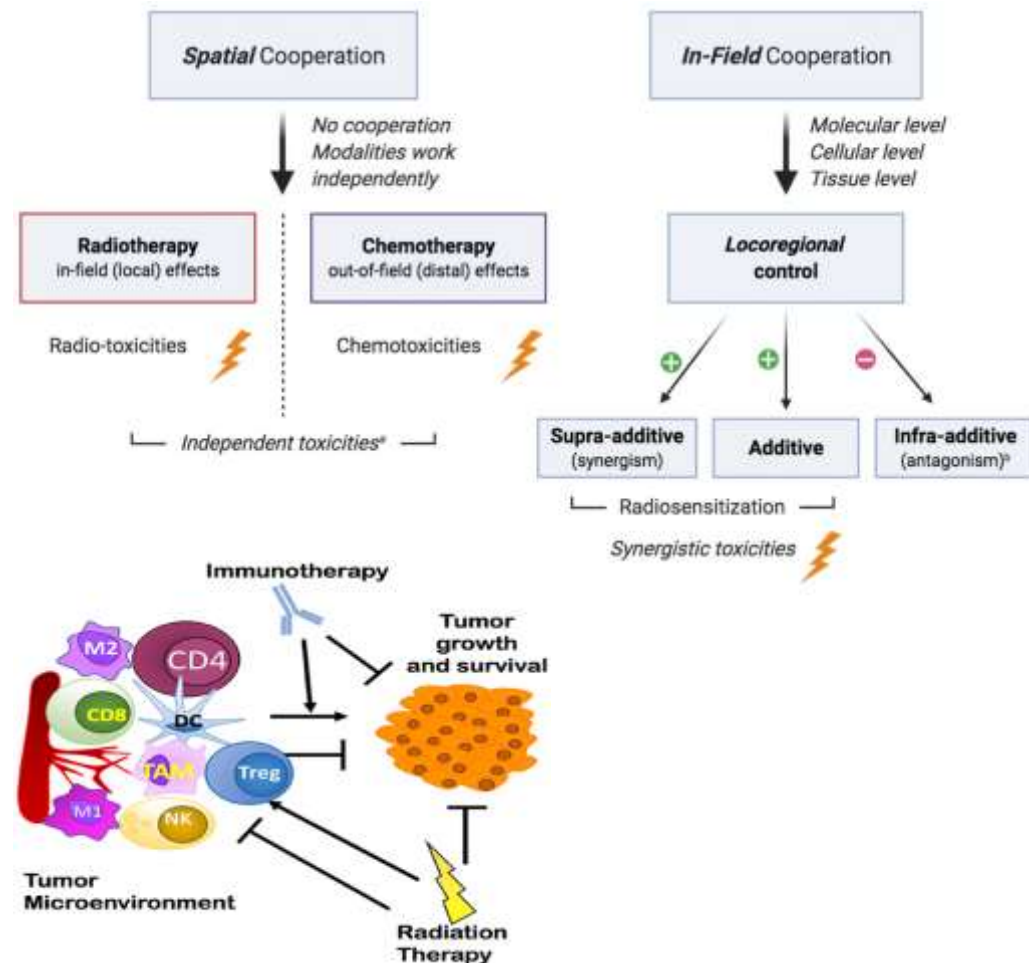 Spatial Cooperation
No cooperation
Modalities work
independently
Radiotherapy
in-field (local) effects
Chemotherapy
out-of-field (distal) effects
Radio-toxicities
Chemotoxicities
Independent toxicitiesᵃ
In-Field Cooperation
Molecular level
Cellular level
Tissue level
Locoregional
control
Supra-additive
(synergism)
Additive
Infra-additive
(antagonism)ᵇ
Radiosensitization
Synergistic toxicities
Immunotherapy
Tumor
growth
and survival
M2
CD4
CD8
DC
TAM
Treg
M1
NK
Tumor
Microenvironment
Radiation
Therapy